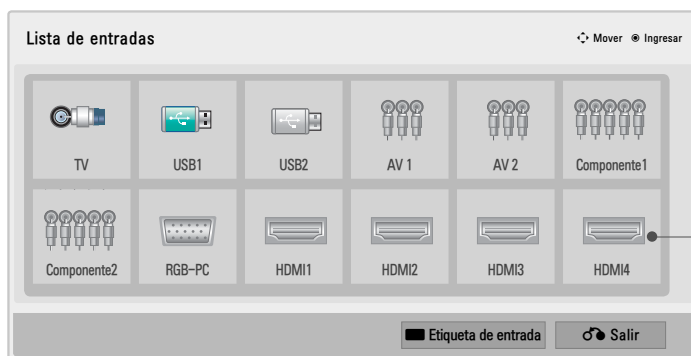 Lista de entradas
Mover Ingresar
TV USB1 USB2 AV 1 AV 2 Componente1
Componente2 RGB-PC HDMI1 HDMI2 HDMI3 HDMI4
Etiqueta de entrada Salir